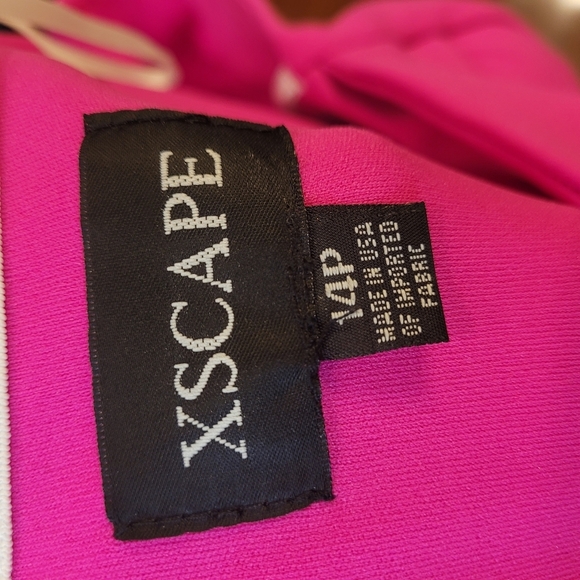 XSCAPE
14P
MADE IN USA
OF IMPORTED
FABRIC